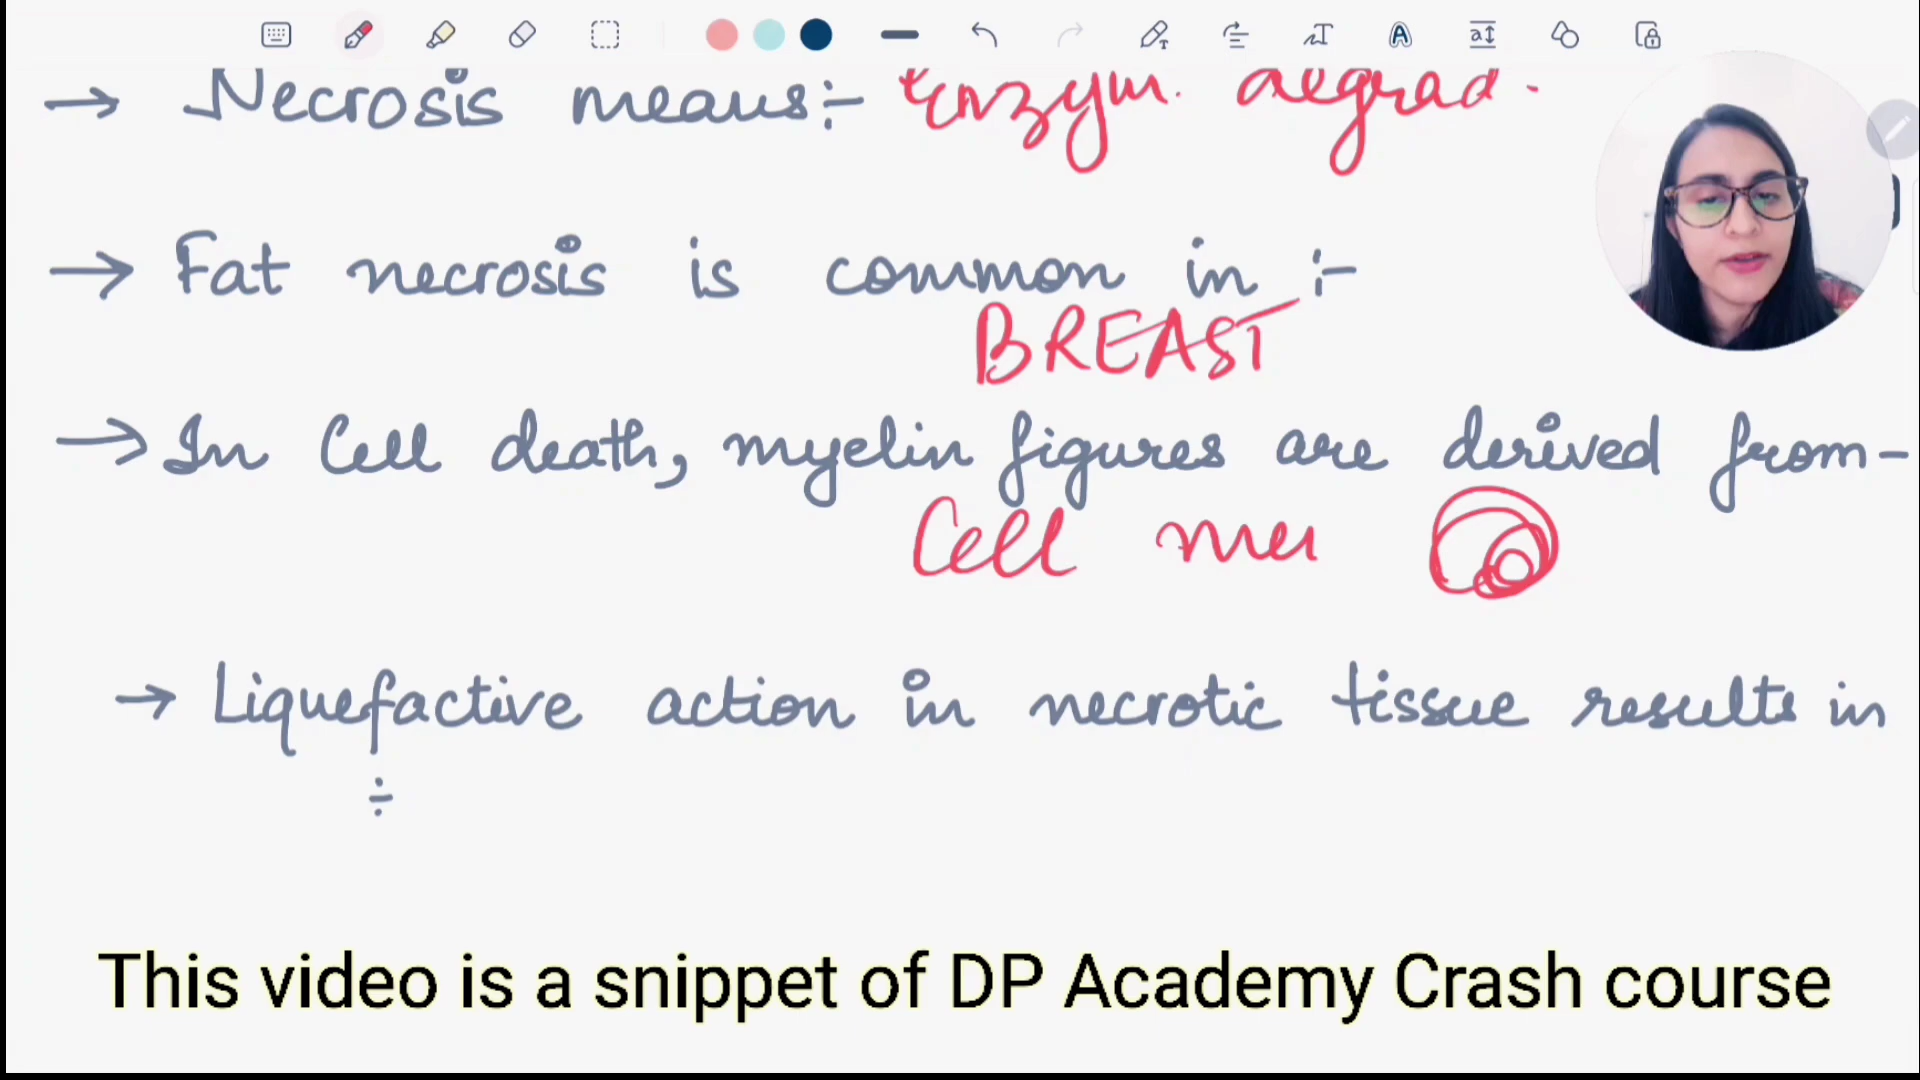 → Necrosis means:- Enzym. degrad.
→ Fat necrosis is common in :-
BREAST
→ In Cell death, myelin figures are derived from-
Cell mem
→ Liquefactive action in necrotic tissue results in
:-
This video is a snippet of DP Academy Crash course